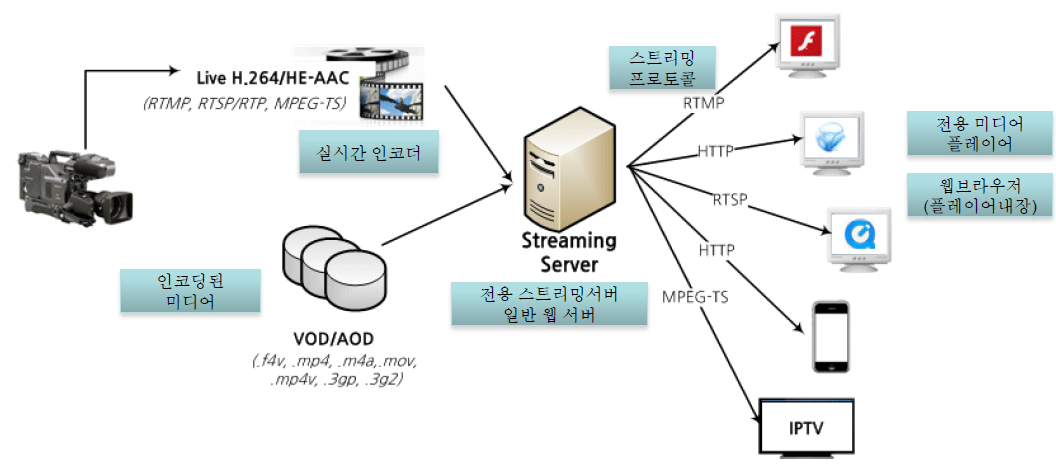 Live H.264/HE-AAC
(RTMP, RTSP/RTP, MPEG-TS)
실시간 인코더
인코딩된
미디어
VOD/AOD
(.f4v, .mp4, .m4a,.mov,
.mp4v, .3gp, .3g2)
Streaming
Server
전용 스트리밍서버
일반 웹 서버
스트리밍
프로토콜
RTMP
HTTP
RTSP
HTTP
MPEG-TS
전용 미디어
플레이어
웹브라우저
(플레이어내장)
IPTV